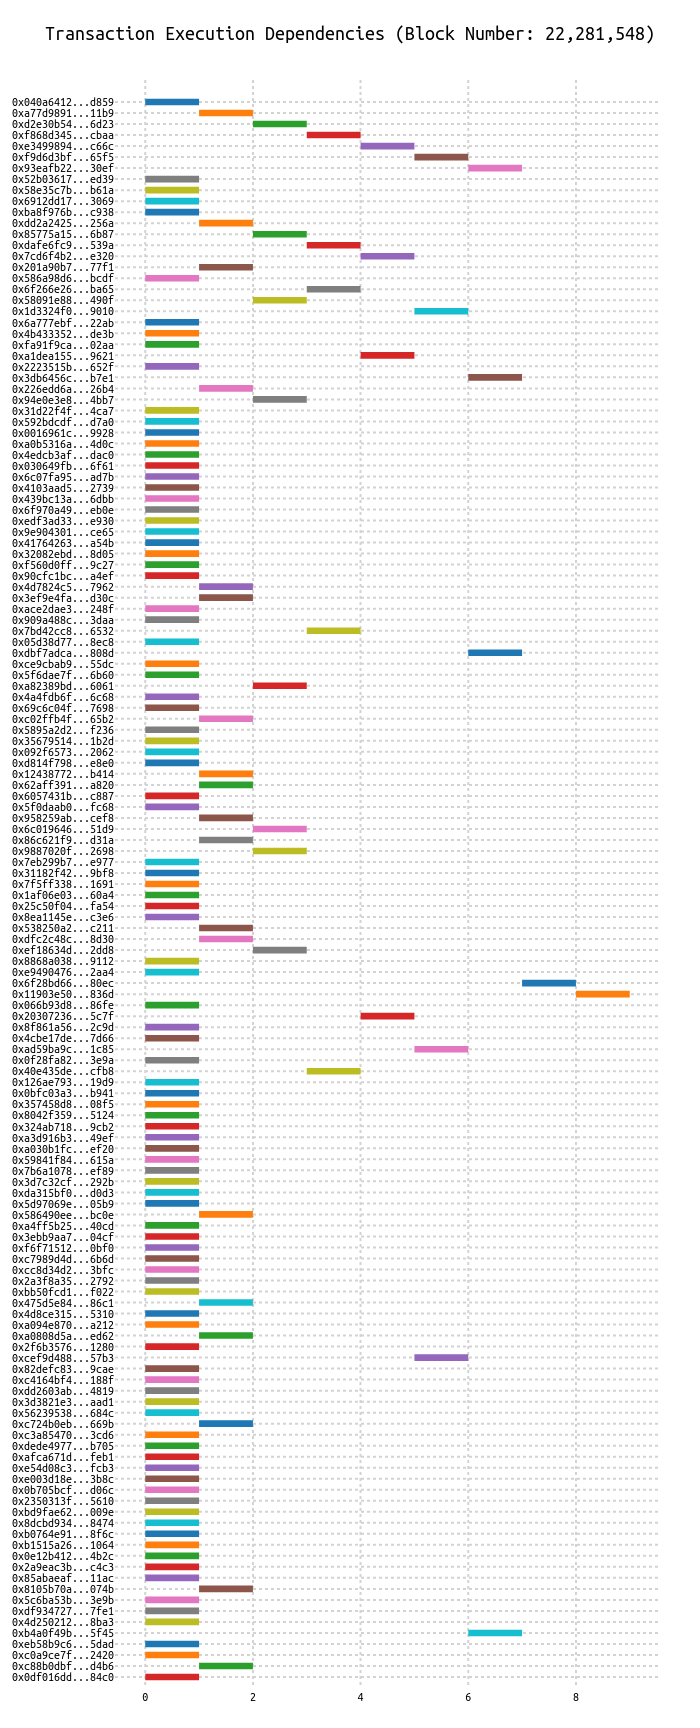 Transaction Execution Dependencies (Block Number: 22,281,548)
0x040a6412...d859
0xa77d9891...11b9
0xd2e30b54...6d23
0xf868d345...cbaa
0xe3499894...c66c
0xf9d6d3bf...65f5
0x93eafb22...30ef
0x52b03617...ed39
0x58e35c7b...b61a
0x6912dd17...3069
0xba8f976b...c938
0xdd2a2425...256a
0x85775a15...6b87
0xdafe6fc9...539a
0x7cd6f4b2...e320
0x201a90b7...77f1
0x586a98d6...bcdf
0x6f266e26...ba65
0x58091e88...490f
0x1d3324f0...9010
0x6a777ebf...22ab
0x4b433352...de3b
0xfa91f9ca...02aa
0xa1dea155...9621
0x2223515b...652f
0x3db6456c...b7e1
0x226edd6a...26b4
0x94e0e3e8...4bb7
0x31d22f4f...4ca7
0x592bdcdf...d7a0
0x0016961c...9928
0xa0b5316a...4d0c
0x4edcb3af...dac0
0x030649fb...6f61
0x6c07fa95...ad7b
0x4103aad5...2739
0x439bc13a...6dbb
0x6f970a49...eb0e
0xedf3ad33...e930
0x9e904301...ce65
0x41764263...a54b
0x32082ebd...8d05
0xf560d0ff...9c27
0x90cfc1bc...a4ef
0x4d7824c5...7962
0x3ef9e4fa...d30c
0xace2dae3...248f
0x909a488c...3daa
0x7bd42cc8...6532
0x05d38d77...8ec8
0xdbf7adca...808d
0xce9cbab9...55dc
0x5f6dae7f...6b60
0xa82389bd...6061
0x4a4fdb6f...6c68
0x69c6c04f...7698
0xc02ffb4f...65b2
0x5895a2d2...f236
0x35679514...1b2d
0x092f6573...2062
0xd814f798...e8e0
0x12438772...b414
0x62aff391...a820
0x6057431b...c887
0x5f0daab0...fc68
0x958259ab...cef8
0x6c019646...51d9
0x86c621f9...d31a
0x9887020f...2698
0x7eb299b7...e977
0x31182f42...9bf8
0x7f5ff338...1691
0x1af06e03...60a4
0x25c50f04...fa54
0x8ea1145e...c3e6
0x538250a2...c211
0xdfc2c48c...8d30
0xef18634d...2dd8
0x8868a038...9112
0xe9490476...2aa4
0x6f28bd66...80ec
0x11903e50...836d
0x066b93d8...86fe
0x20307236...5c7f
0x8f861a56...2c9d
0x4cbe17de...7d66
0xad59ba9c...1c85
0x0f28fa82...3e9a
0x40e435de...cfb8
0x126ae793...19d9
0x0bfc03a3...b941
0x357458d8...08f5
0x8042f359...5124
0x324ab718...9cb2
0xa3d916b3...49ef
0xa030b1fc...ef20
0x59841f84...615a
0x7b6a1078...ef89
0x3d7c32cf...292b
0xda315bf0...d0d3
0x5d97069e...05b9
0x586490ee...bc0e
0xa4ff5b25...40cd
0x3ebb9aa7...04cf
0xf6f71512...0bf0
0xc7989d4d...6b6d
0xcc8d34d2...3bfc
0x2a3f8a35...2792
0xbb50fcd1...f022
0x475d5e84...86c1
0x4d8ce315...5310
0xa094e870...a212
0xa0808d5a...ed62
0x2f6b3576...1280
0xcef9d488...57b3
0x82defc83...9cae
0xc4164bf4...188f
0xdd2603ab...4819
0x3d3821e3...aad1
0x56239538...684c
0xc724b0eb...669b
0xc3a85470...3cd6
0xdede4977...b705
0xafca671d...feb1
0xe54d08c3...fcb3
0xe003d18e...3b8c
0x0b705bcf...d06c
0x2350313f...5610
0xbd9fae62...009e
0x8dcbd934...8474
0xb0764e91...8f6c
0xb1515a26...1064
0x0e12b412...4b2c
0x2a9eac3b...c4c3
0x85abaeaf...11ac
0x8105b70a...074b
0x5c6ba53b...3e9b
0xdf934727...7fe1
0x4d250212...8ba3
0xb4a0f49b...5f45
0xeb58b9c6...5dad
0xc0a9ce7f...2420
0xc88b0dbf...d4b6
0x0df016dd...84c0
0 2 4 6 8